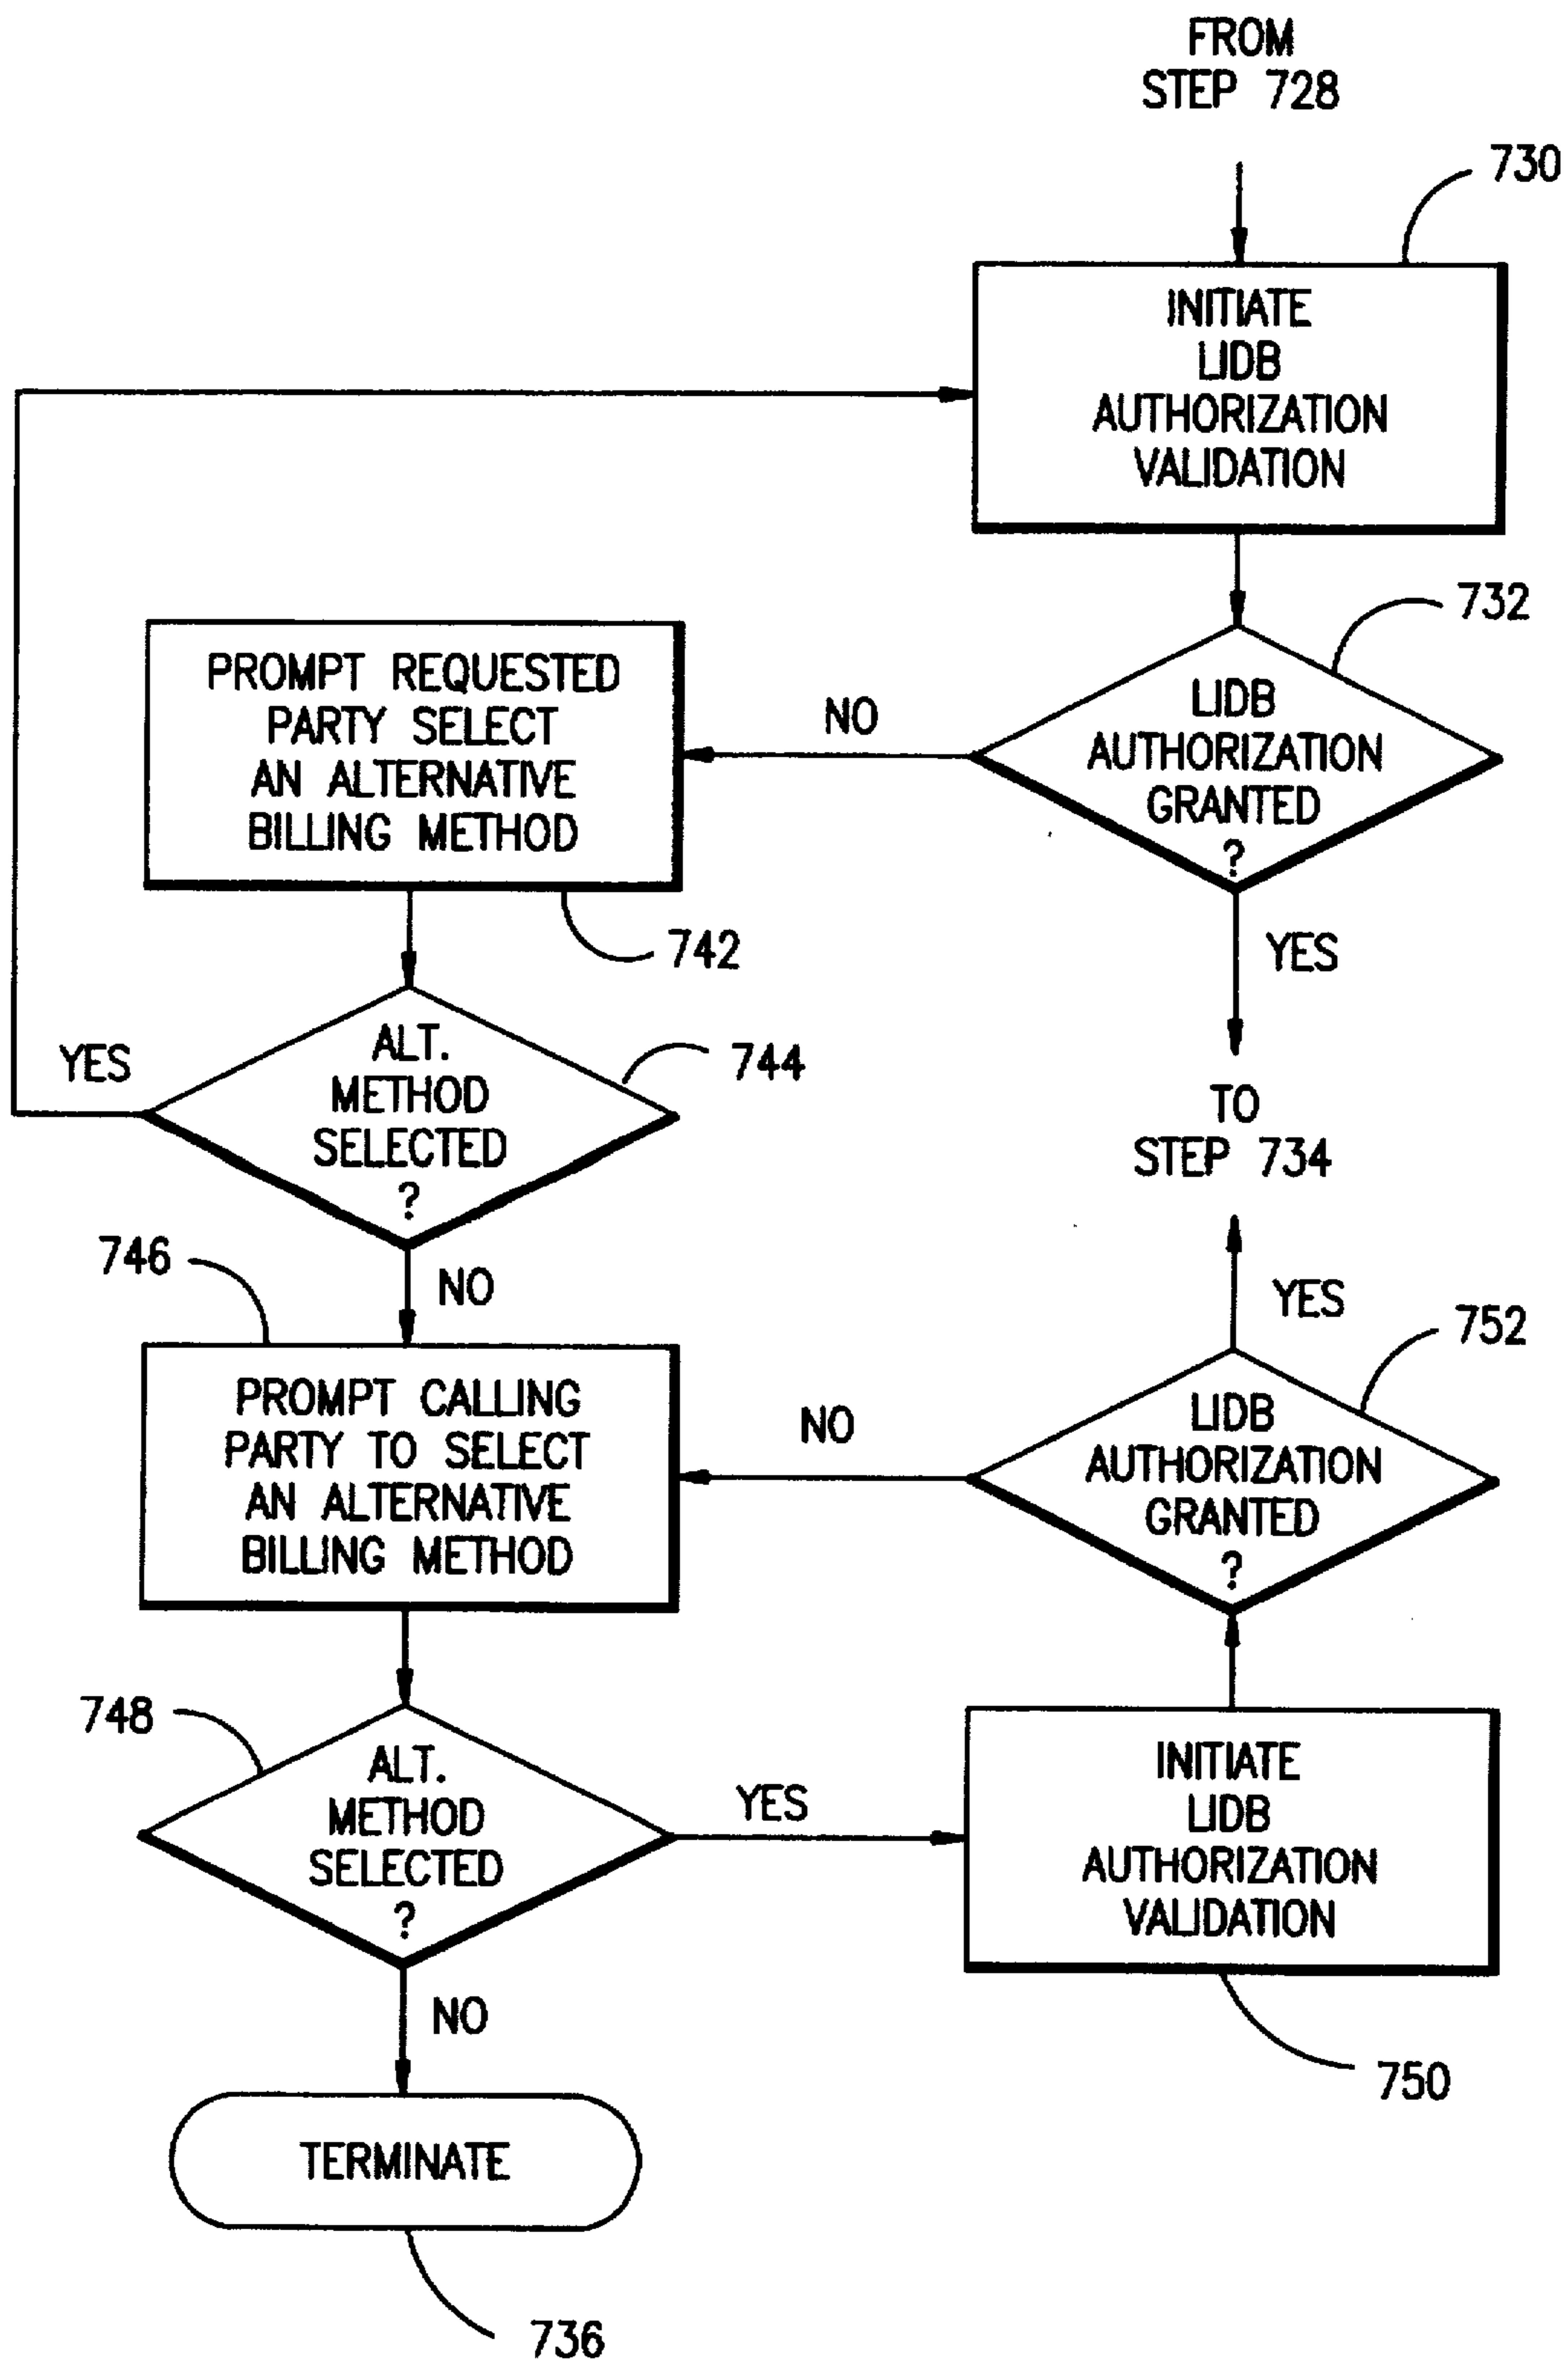 FROM
STEP 728
730
INITIATE
LIDB
AUTHORIZATION
VALIDATION
732
LIDB
AUTHORIZATION
GRANTED
?
NO
YES
PROMPT REQUESTED
PARTY SELECT
AN ALTERNATIVE
BILLING METHOD
742
ALT.
METHOD
SELECTED
?
744
YES
NO
TO
STEP 734
746
PROMPT CALLING
PARTY TO SELECT
AN ALTERNATIVE
BILLING METHOD
YES
752
LIDB
AUTHORIZATION
GRANTED
?
NO
748
ALT.
METHOD
SELECTED
?
YES
NO
INITIATE
LIDB
AUTHORIZATION
VALIDATION
750
TERMINATE
736